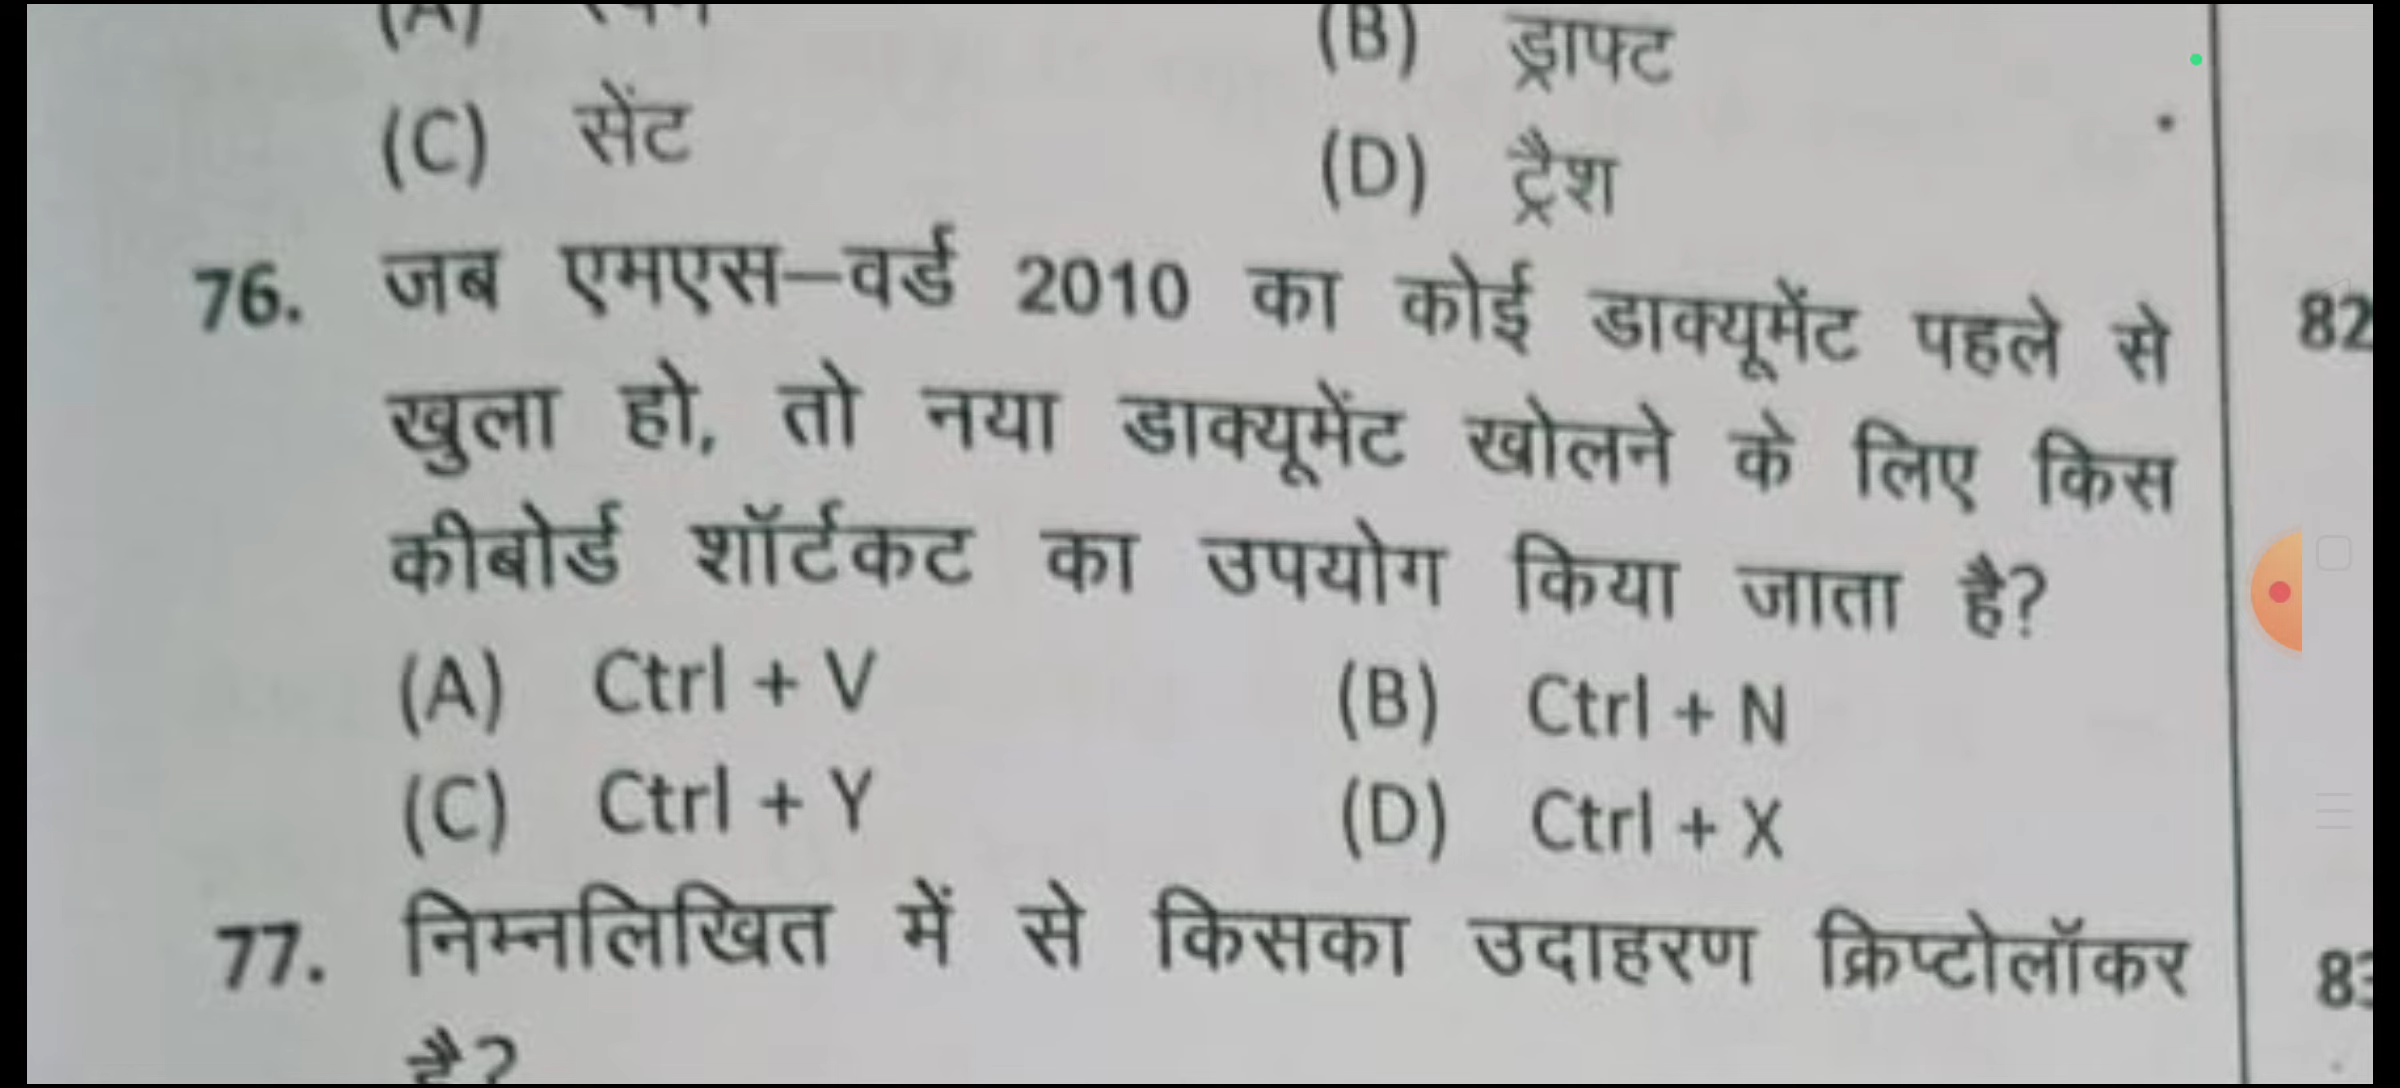 (A)
(B) ड्राफ्ट
(C) सेंट
(D) ट्रैश
76. जब एमएस–वर्ड 2010 का कोई डाक्यूमेंट पहले से
खुला हो, तो नया डाक्यूमेंट खोलने के लिए किस
कीबोर्ड शॉर्टकट का उपयोग किया जाता है?
(A) Ctrl + V (B) Ctrl + N
(C) Ctrl + Y (D) Ctrl + X
77. निम्नलिखित में से किसका उदाहरण क्रिप्टोलॉकर
है?
82